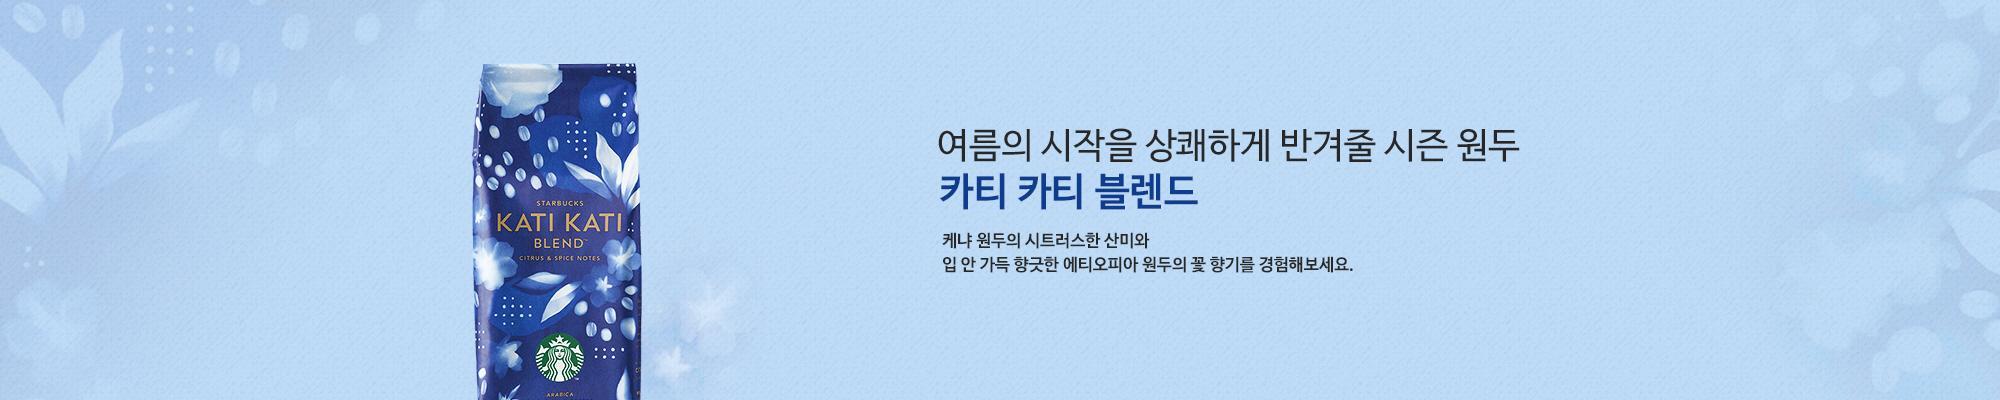 STARBUCKS
KATI KATI
BLEND™
CITRUS & SPICE NOTES
ARABICA
여름의 시작을 상쾌하게 반겨줄 시즌 원두
카티 카티 블렌드
케냐 원두의 시트러스한 산미와
입 안 가득 향긋한 에티오피아 원두의 꽃 향기를 경험해보세요.